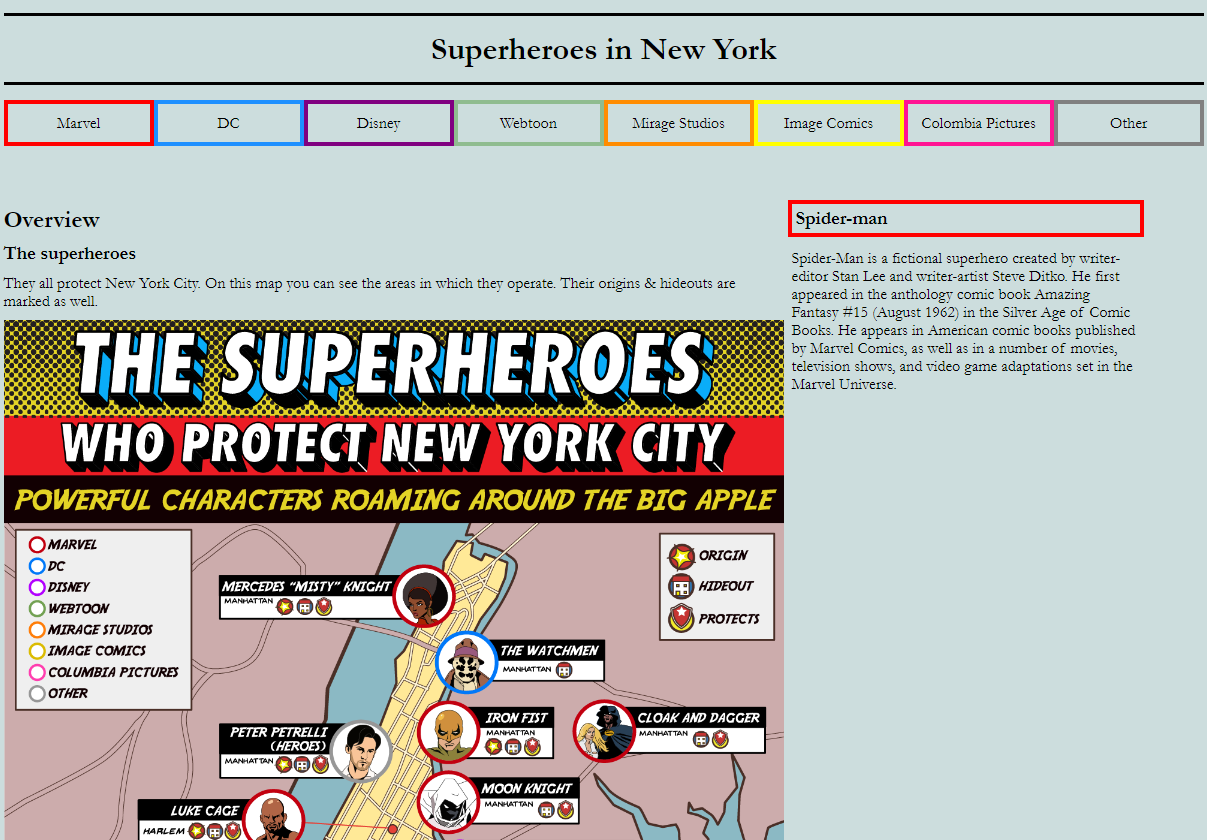 Superheroes in New York
Marvel
DC
Disney
Webtoon
Mirage Studios
Image Comics
Colombia Pictures
Other
Overview
The superheroes
They all protect New York City. On this map you can see the areas in which they operate. Their origins & hideouts are
marked as well.
THE SUPERHEROES
WHO PROTECT NEW YORK CITY
POWERFUL CHARACTERS ROAMING AROUND THE BIG APPLE
MARVEL
DC
DISNEY
WEBTOON
MIRAGE STUDIOS
IMAGE COMICS
COLUMBIA PICTURES
OTHER
ORIGIN
HIDEOUT
PROTECTS
MERCEDES "MISTY" KNIGHT
MANHATTAN
THE WATCHMEN
MANHATTAN
IRON FIST
MANHATTAN
CLOAK AND DAGGER
MANHATTAN
PETER PETRELLI
(HEROES)
MANHATTAN
MOON KNIGHT
MANHATTAN
LUKE CAGE
HARLEM
Spider-man
Spider-Man is a fictional superhero created by writer-
editor Stan Lee and writer-artist Steve Ditko. He first
appeared in the anthology comic book Amazing
Fantasy #15 (August 1962) in the Silver Age of Comic
Books. He appears in American comic books published
by Marvel Comics, as well as in a number of movies,
television shows, and video game adaptations set in the
Marvel Universe.